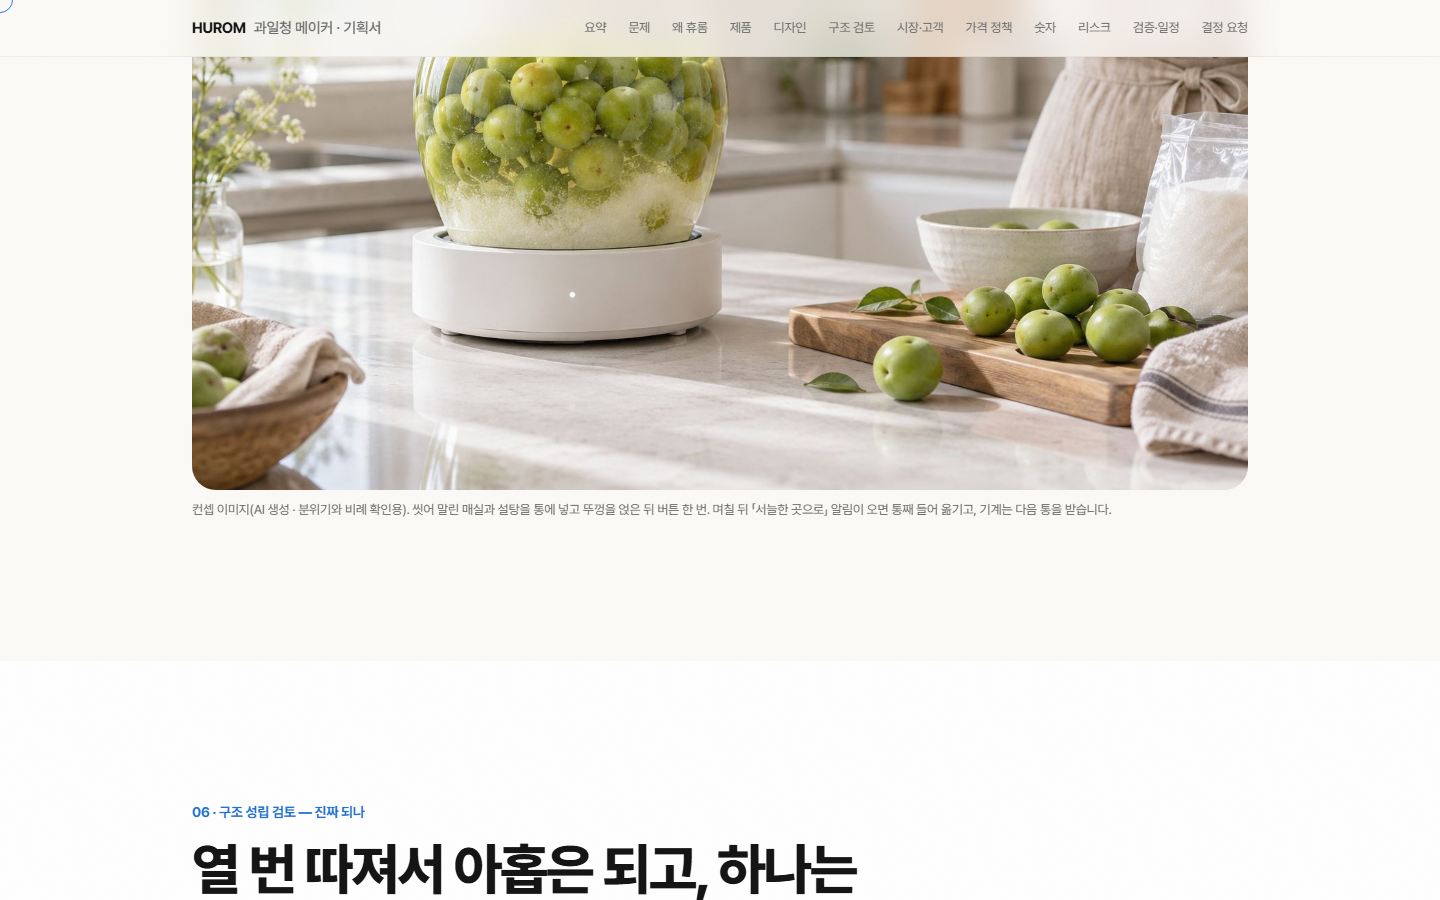 HUROM 과일청 메이커 · 기획서
요약 문제 왜 휴롬 제품 디자인 구조 검토 시장·고객 가격 정책 숫자 리스크 검증·일정 결정 요청
컨셉 이미지(AI 생성 · 분위기와 비례 확인용). 씻어 말린 매실과 설탕을 통에 넣고 뚜껑을 얹은 뒤 버튼 한 번. 며칠 뒤 「서늘한 곳으로」 알림이 오면 통째 들어 옮기고, 기계는 다음 통을 받습니다.
06 · 구조 성립 검토 — 진짜 되나
열 번 따져서 아홉은 되고, 하나는